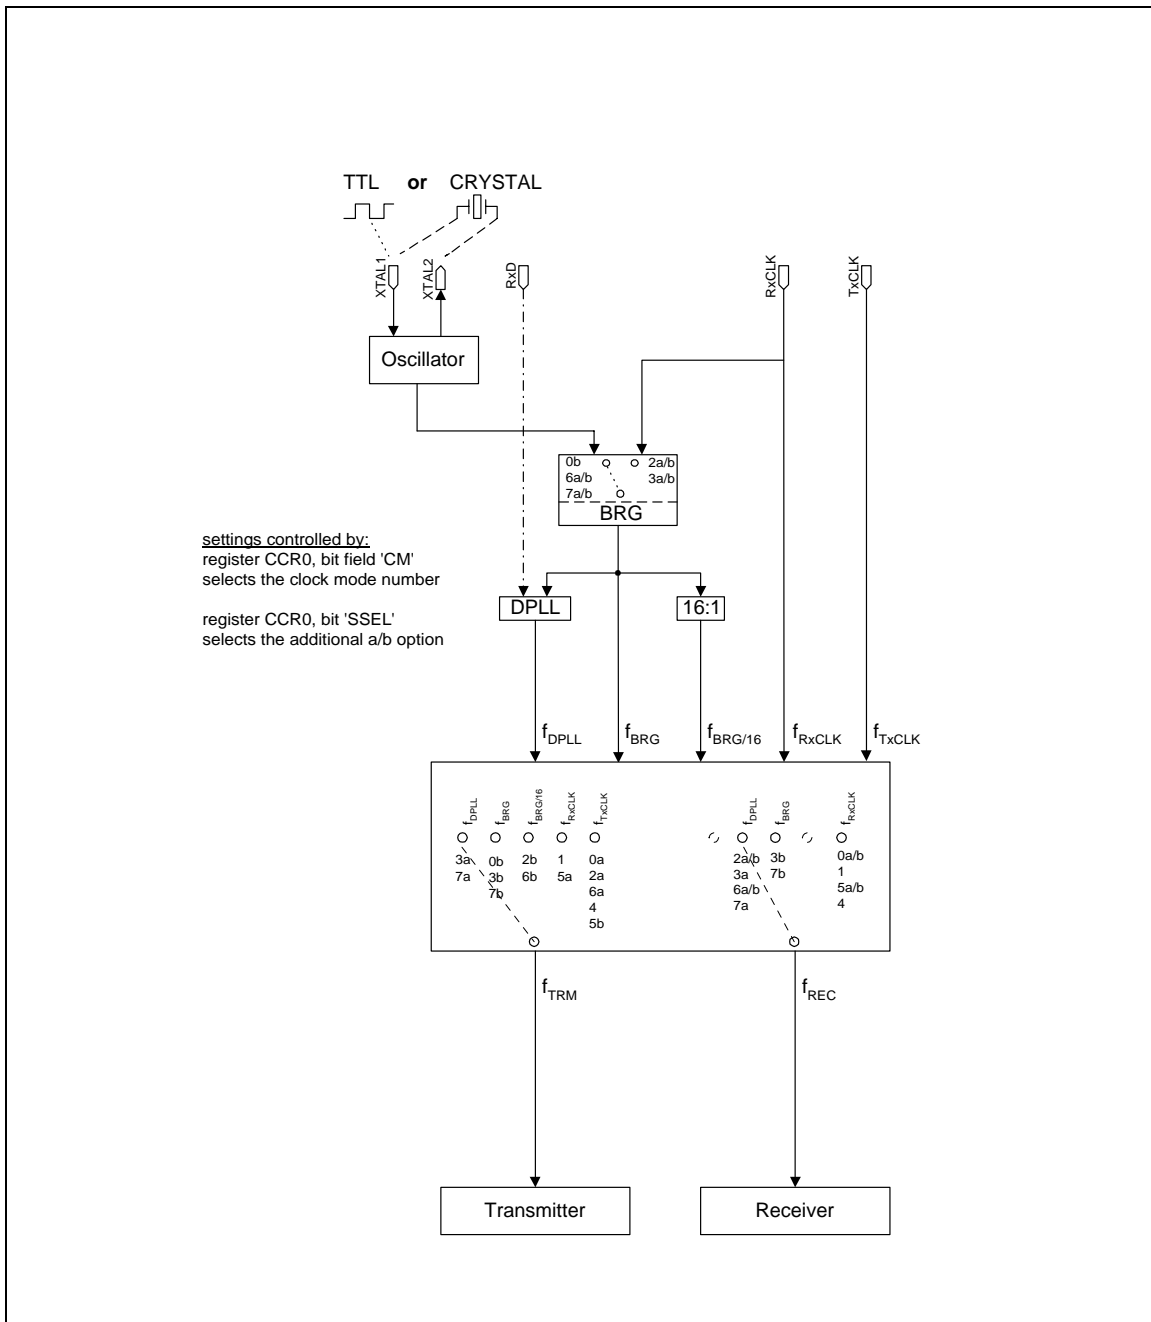 TTL or CRYSTAL
XTAL1
XTAL2
RxD
RxCLK
TxCLK
Oscillator
0b
6a/b
7a/b
2a/b
3a/b
BRG
settings controlled by:
register CCR0, bit field 'CM'
selects the clock mode number
register CCR0, bit 'SSEL'
selects the additional a/b option
DPLL
16:1
fDPLL
fBRG
fBRG/16
fRxCLK
fTxCLK
fDPLL
fBRG
fBRG/16
fRxCLK
fTxCLK
3a
7a
0b
3b
7b
2b
6b
1
5a
0a
2a
6a
4
5b
fDPLL
fBRG
fRxCLK
2a/b
3a
6a/b
7a
3b
7b
0a/b
1
5a/b
4
fTRM
fREC
Transmitter
Receiver